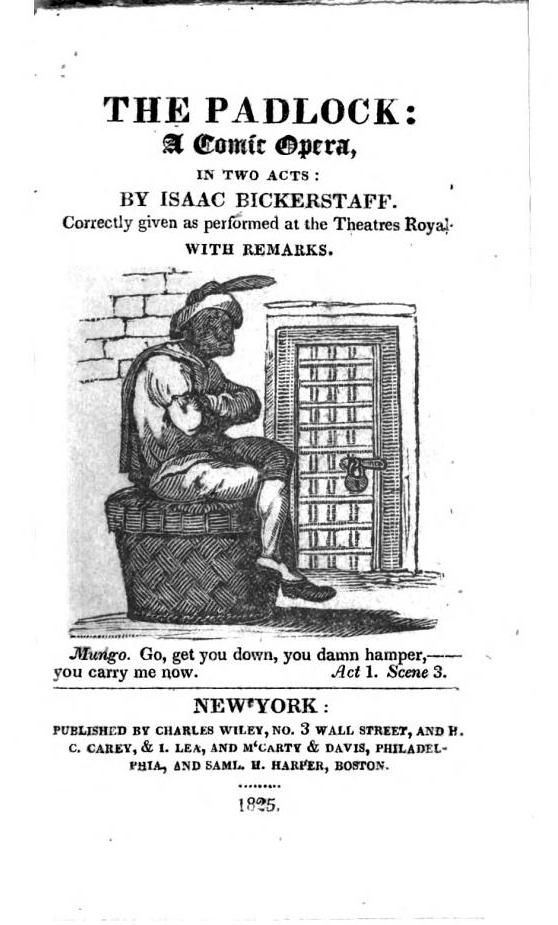 THE PADLOCK:
A Comic Opera,
IN TWO ACTS:
BY ISAAC BICKERSTAFF.
Correctly given as performed at the Theatres Royal.
WITH REMARKS.
Mungo. Go, get you down, you damn hamper,——
you carry me now. Act 1. Scene 3.
NEW YORK:
PUBLISHED BY CHARLES WILEY, NO. 3 WALL STREET, AND H.
C. CAREY, & I. LEA, AND M‘CARTY & DAVIS, PHILADEL-
PHIA, AND SAML. H. HARPER, BOSTON.
1825.